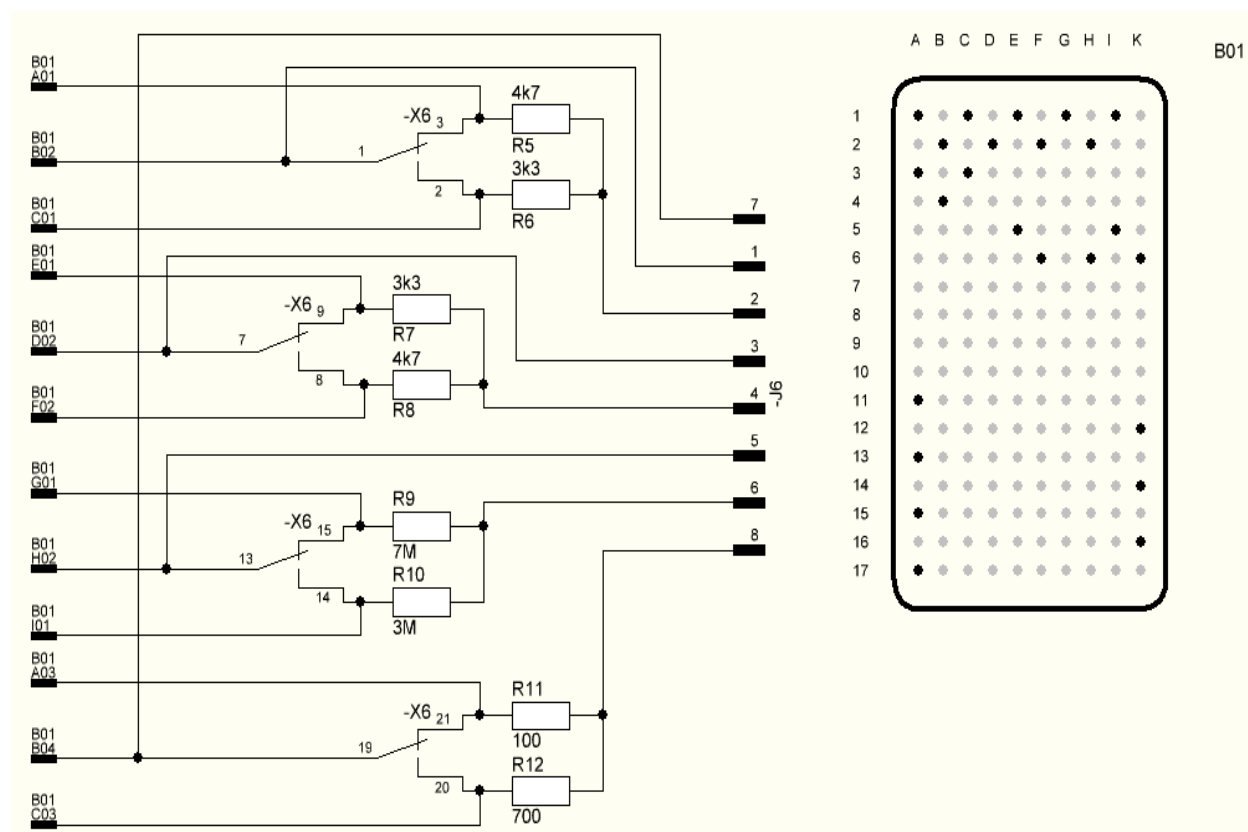 B01
A01
B01
B02
B01
C01
B01
E01
B01
D02
B01
F02
B01
G01
B01
H02
B01
I01
B01
A03
B01
B04
B01
C03
-X6 3
1
2
4k7
R5
3k3
R6
-X6 9
7
8
3k3
R7
4k7
R8
-X6 15
13
14
R9
7M
R10
3M
-X6 21
19
20
R11
100
R12
700
7
1
2
3
4
5
6
8
-J6
A B C D E F G H I K
B01
1
2
3
4
5
6
7
8
9
10
11
12
13
14
15
16
17